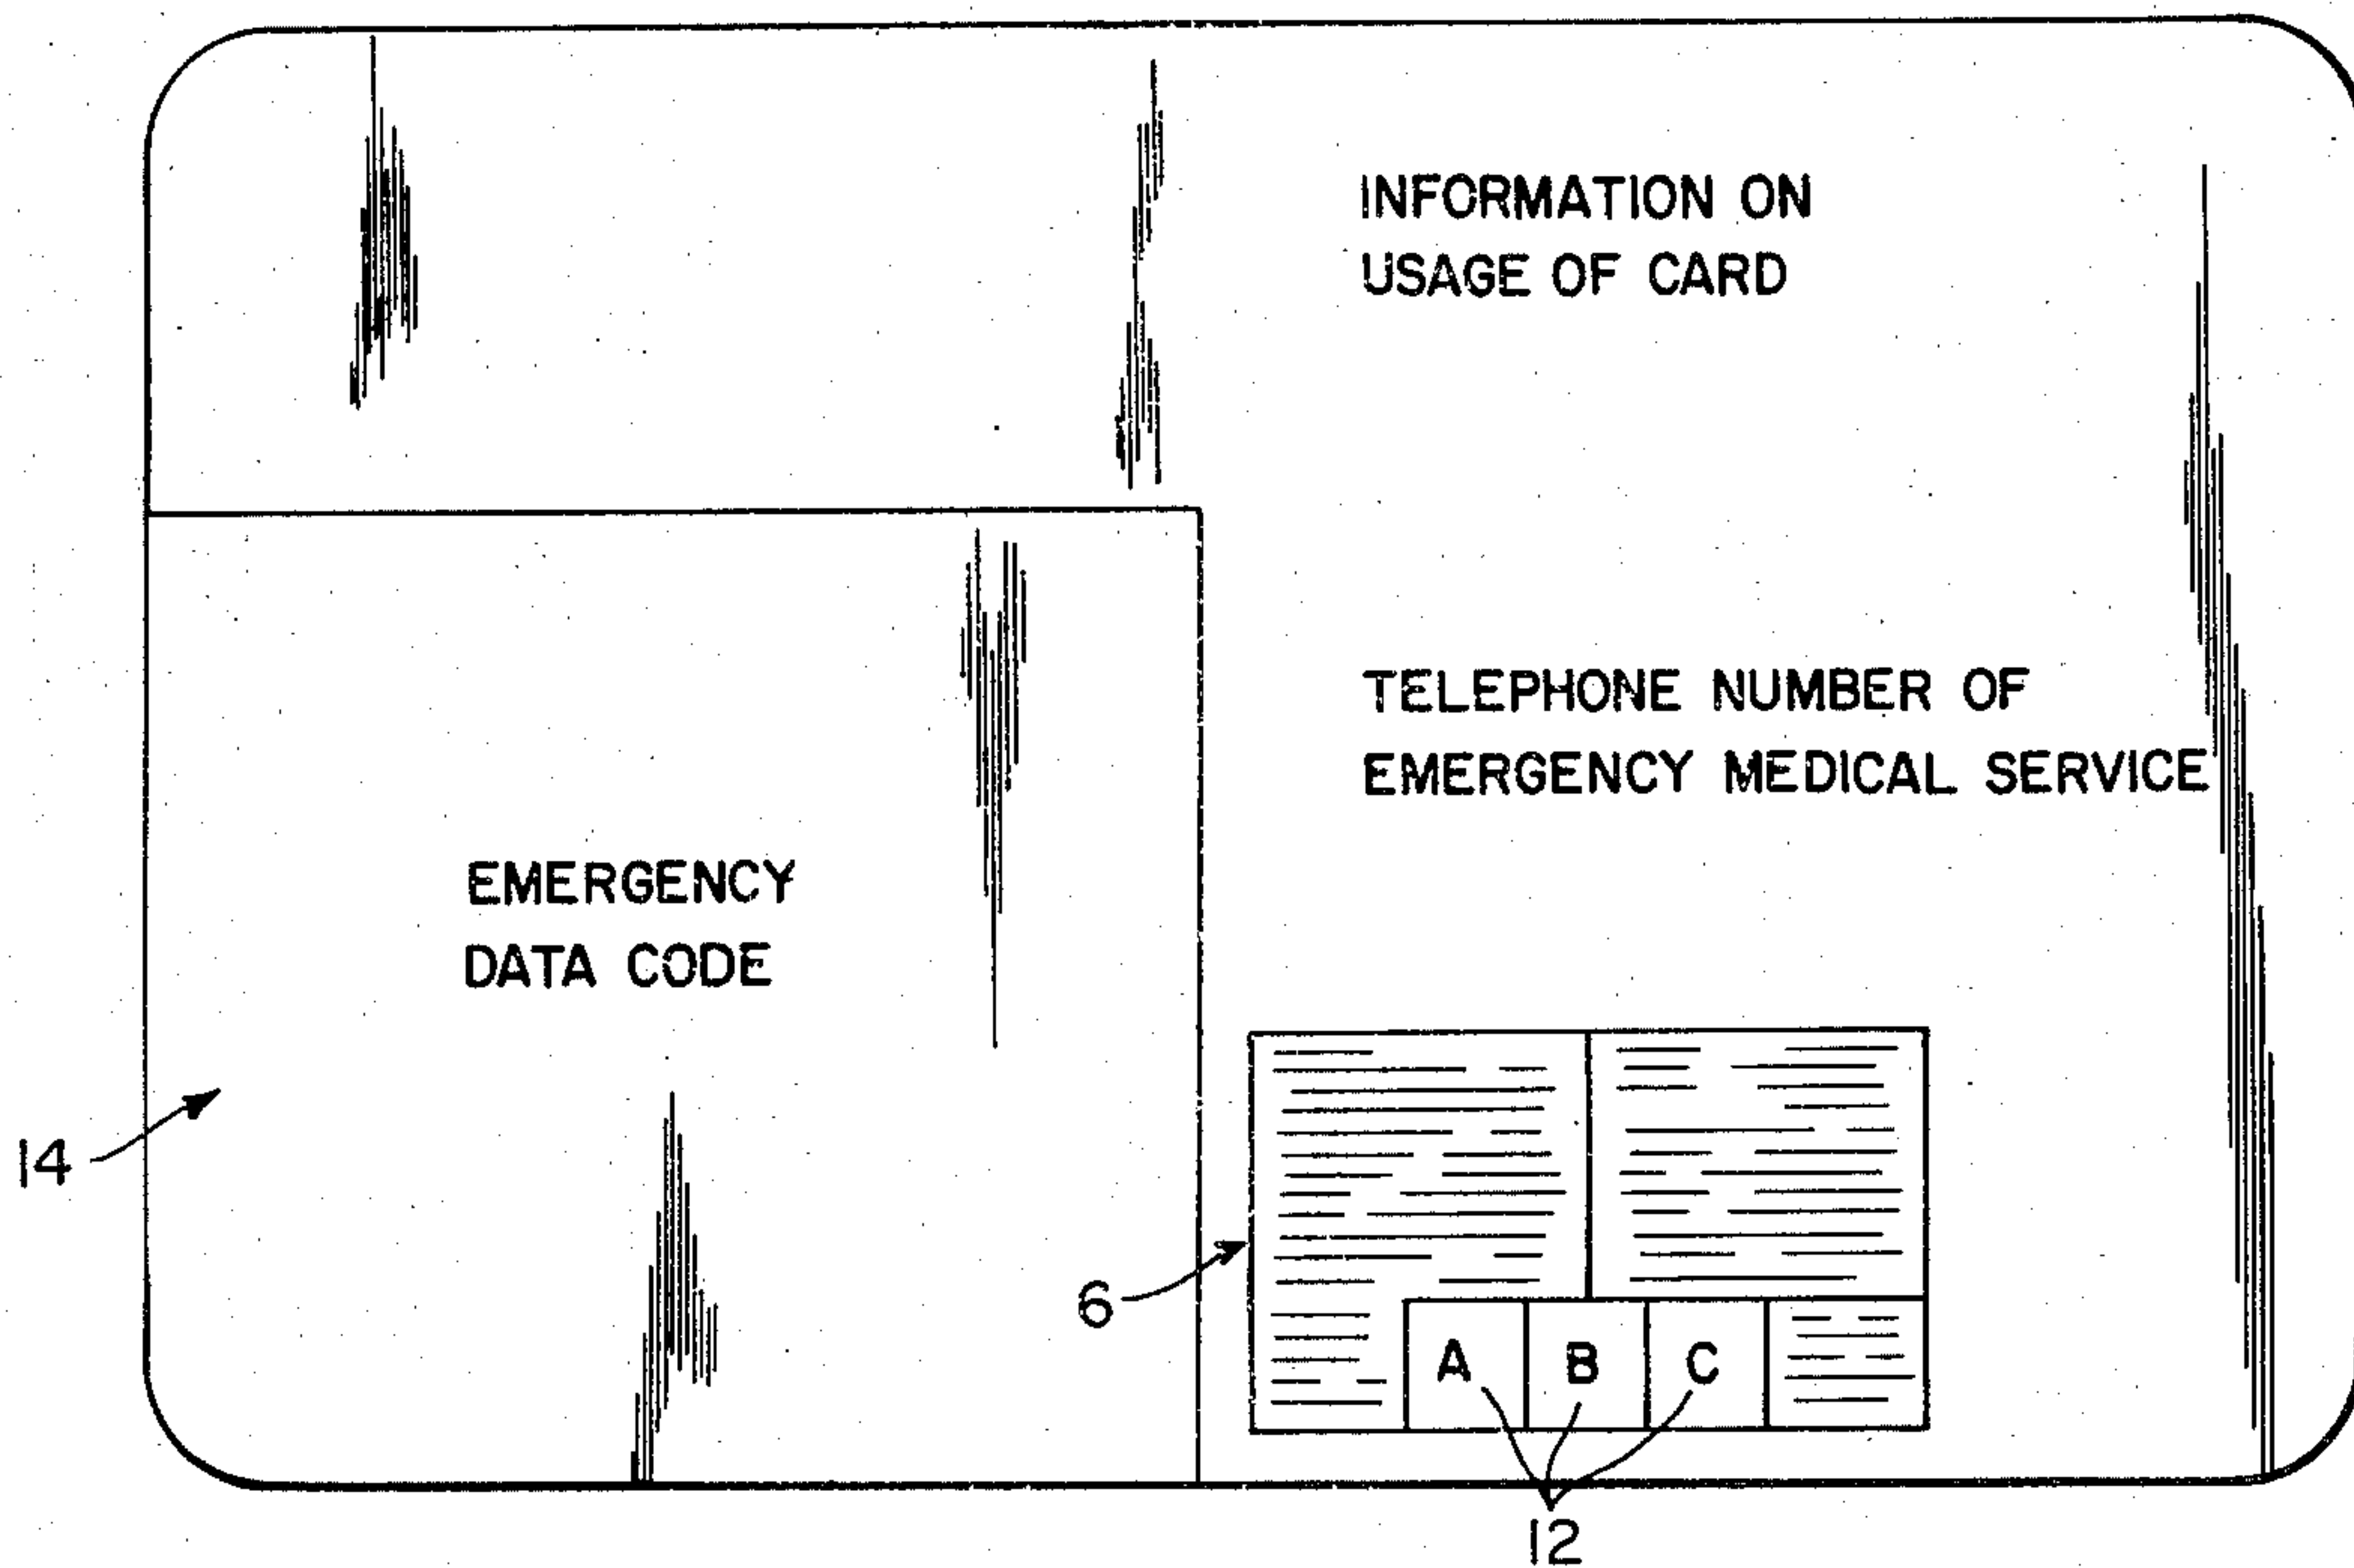 INFORMATION ON
USAGE OF CARD
TELEPHONE NUMBER OF
EMERGENCY MEDICAL SERVICE
EMERGENCY
DATA CODE
14
6
A B C
12